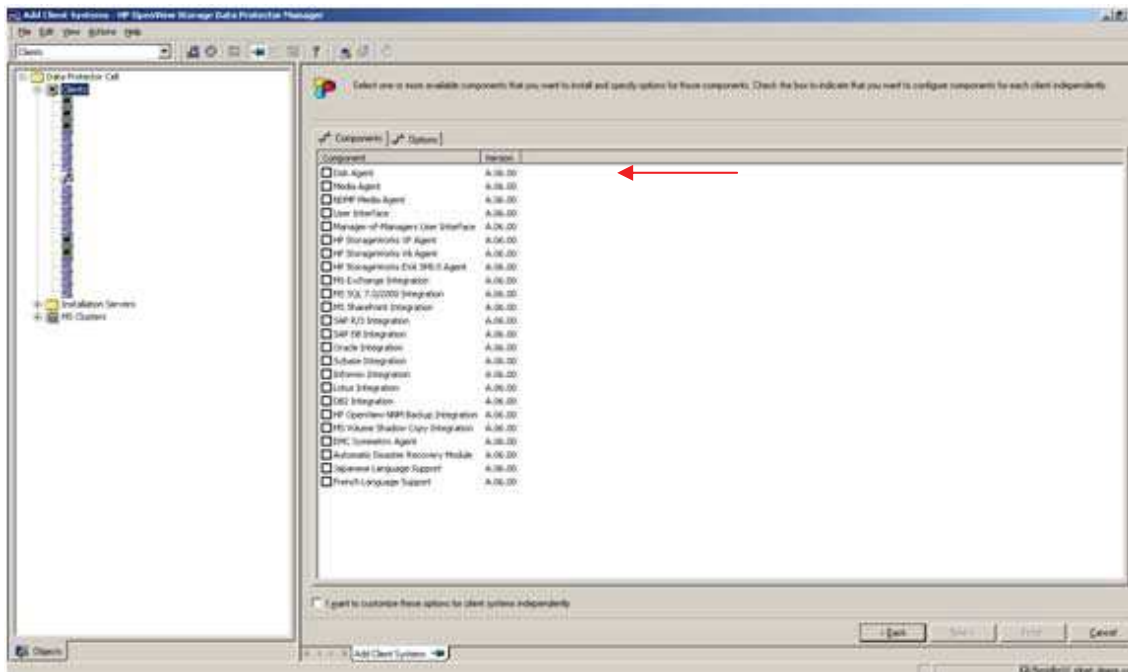 Add Client Systems - HP OpenView Storage Data Protector Manager
File Edit View Actions Help
Clients
Data Protector Cell
Clients
Installation Servers
MS Clusters
Select one or more available components that you want to install and specify options for those components. Check the box to indicate that you want to configure components for each client independently.
Components
Options
Component Version
Disk Agent A.06.00
Media Agent A.06.00
NDMP Media Agent A.06.00
User Interface A.06.00
Manager-of-Managers User Interface A.06.00
HP StorageWorks XP Agent A.06.00
HP StorageWorks VA Agent A.06.00
HP StorageWorks EVA SMI-S Agent A.06.00
MS Exchange Integration A.06.00
MS SQL 7.0/2000 Integration A.06.00
MS SharePoint Integration A.06.00
SAP R/3 Integration A.06.00
SAP DB Integration A.06.00
Oracle Integration A.06.00
Sybase Integration A.06.00
Informix Integration A.06.00
Lotus Integration A.06.00
DB2 Integration A.06.00
HP OpenView NNM Backup Integration A.06.00
MS Volume Shadow Copy Integration A.06.00
EMC Symmetrix Agent A.06.00
Automatic Disaster Recovery Module A.06.00
Japanese Language Support A.06.00
French Language Support A.06.00
I want to customize these options for client systems independently
< Back
Next >
Finish
Cancel
Objects
Add Client Systems